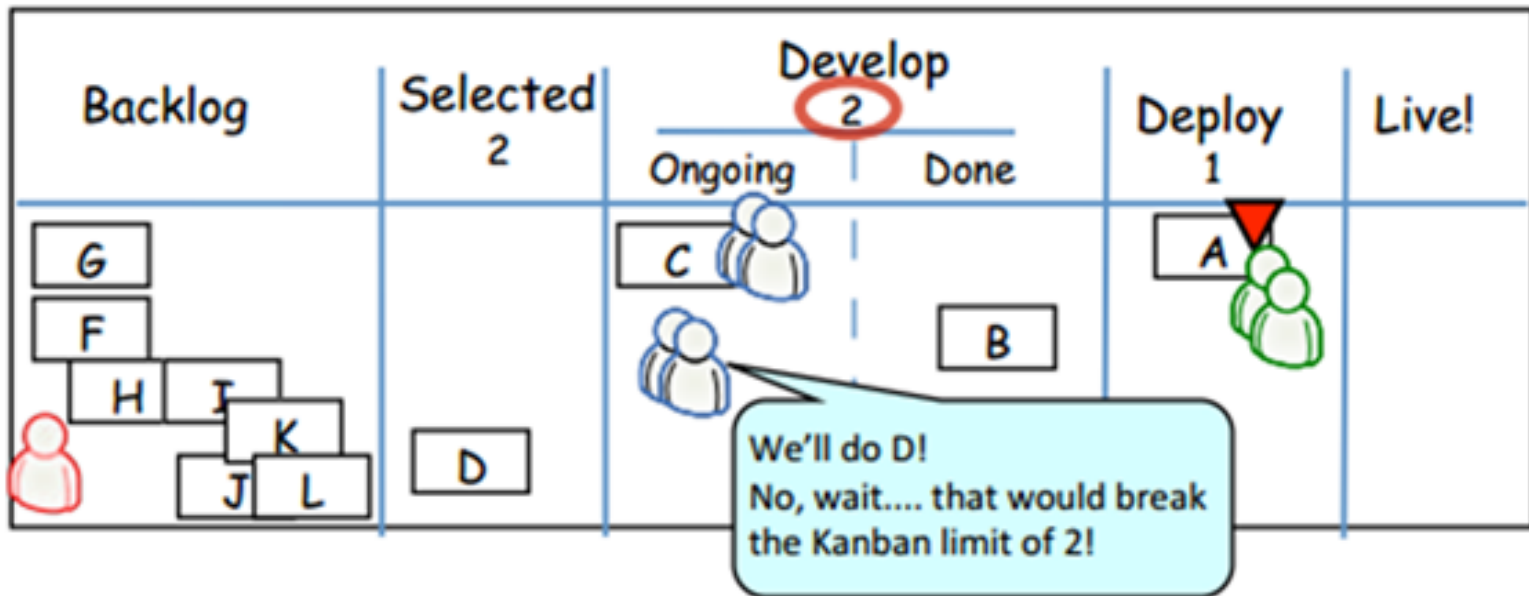 Backlog
Selected
2
Develop
2
Ongoing
Done
Deploy
1
Live!
G
F
H I
K
J L
D
C
B
A
We'll do D!
No, wait.... that would break
the Kanban limit of 2!